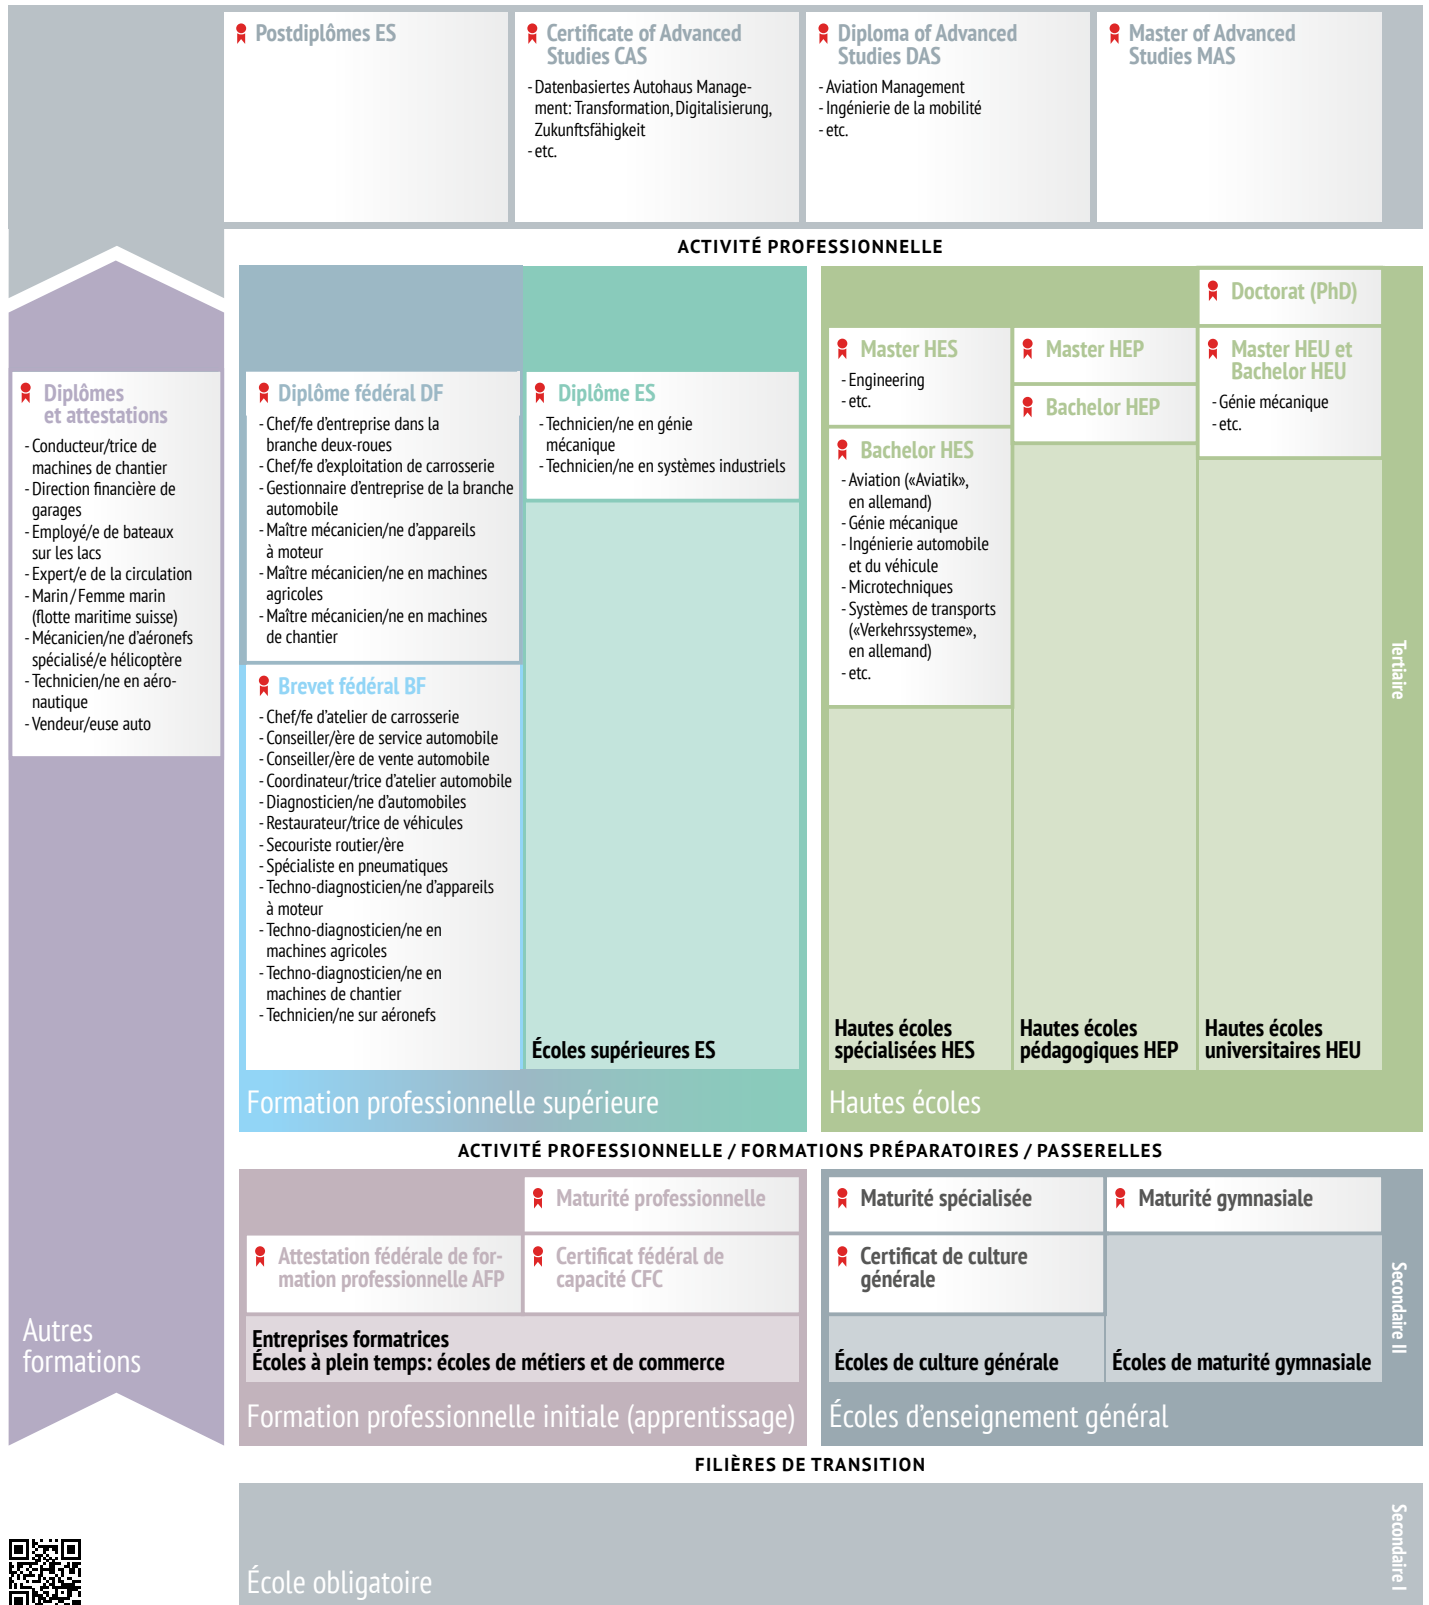 Postdiplômes ES
Certificate of Advanced
Studies CAS
- Datenbasiertes Autohaus Manage-
ment: Transformation, Digitalisierung,
Zukunftsfähigkeit
- etc.
Diploma of Advanced
Studies DAS
- Aviation Management
- Ingénierie de la mobilité
- etc.
Master of Advanced
Studies MAS
ACTIVITÉ PROFESSIONNELLE
Diplômes
et attestations
- Conducteur/trice de
machines de chantier
- Direction financière de
garages
- Employé/e de bateaux
sur les lacs
- Expert/e de la circulation
- Marin / Femme marin
(flotte maritime suisse)
- Mécanicien/ne d’aéronefs
spécialisé/e hélicoptère
- Technicien/ne en aéro-
nautique
- Vendeur/euse auto
Autres
formations
Diplôme fédéral DF
- Chef/fe d’entreprise dans la
branche deux-roues
- Chef/fe d’exploitation de carrosserie
- Gestionnaire d’entreprise de la branche
automobile
- Maître mécanicien/ne d’appareils
à moteur
- Maître mécanicien/ne en machines
agricoles
- Maître mécanicien/ne en machines
de chantier
Brevet fédéral BF
- Chef/fe d’atelier de carrosserie
- Conseiller/ère de service automobile
- Conseiller/ère de vente automobile
- Coordinateur/trice d’atelier automobile
- Diagnosticien/ne d’automobiles
- Restaurateur/trice de véhicules
- Secouriste routier/ère
- Spécialiste en pneumatiques
- Techno-diagnosticien/ne d’appareils
à moteur
- Techno-diagnosticien/ne en
machines agricoles
- Techno-diagnosticien/ne en
machines de chantier
- Technicien/ne sur aéronefs
Diplôme ES
- Technicien/ne en génie
mécanique
- Technicien/ne en systèmes industriels
Écoles supérieures ES
Formation professionnelle supérieure
Master HES
- Engineering
- etc.
Bachelor HES
- Aviation («Aviatik»,
en allemand)
- Génie mécanique
- Ingénierie automobile
et du véhicule
- Microtechniques
- Systèmes de transports
(«Verkehrssysteme»,
en allemand)
- etc.
Hautes écoles
spécialisées HES
Master HEP
Bachelor HEP
Hautes écoles
pédagogiques HEP
Doctorat (PhD)
Master HEU et
Bachelor HEU
- Génie mécanique
- etc.
Hautes écoles
universitaires HEU
Hautes écoles
Tertiaire
ACTIVITÉ PROFESSIONNELLE / FORMATIONS PRÉPARATOIRES / PASSERELLES
Maturité professionnelle
Attestation fédérale de for-
mation professionnelle AFP
Certificat fédéral de
capacité CFC
Entreprises formatrices
Écoles à plein temps: écoles de métiers et de commerce
Formation professionnelle initiale (apprentissage)
Maturité spécialisée
Certificat de culture
générale
Écoles de culture générale
Maturité gymnasiale
Écoles de maturité gymnasiale
Écoles d’enseignement général
Secondaire II
FILIÈRES DE TRANSITION
École obligatoire
Secondaire I